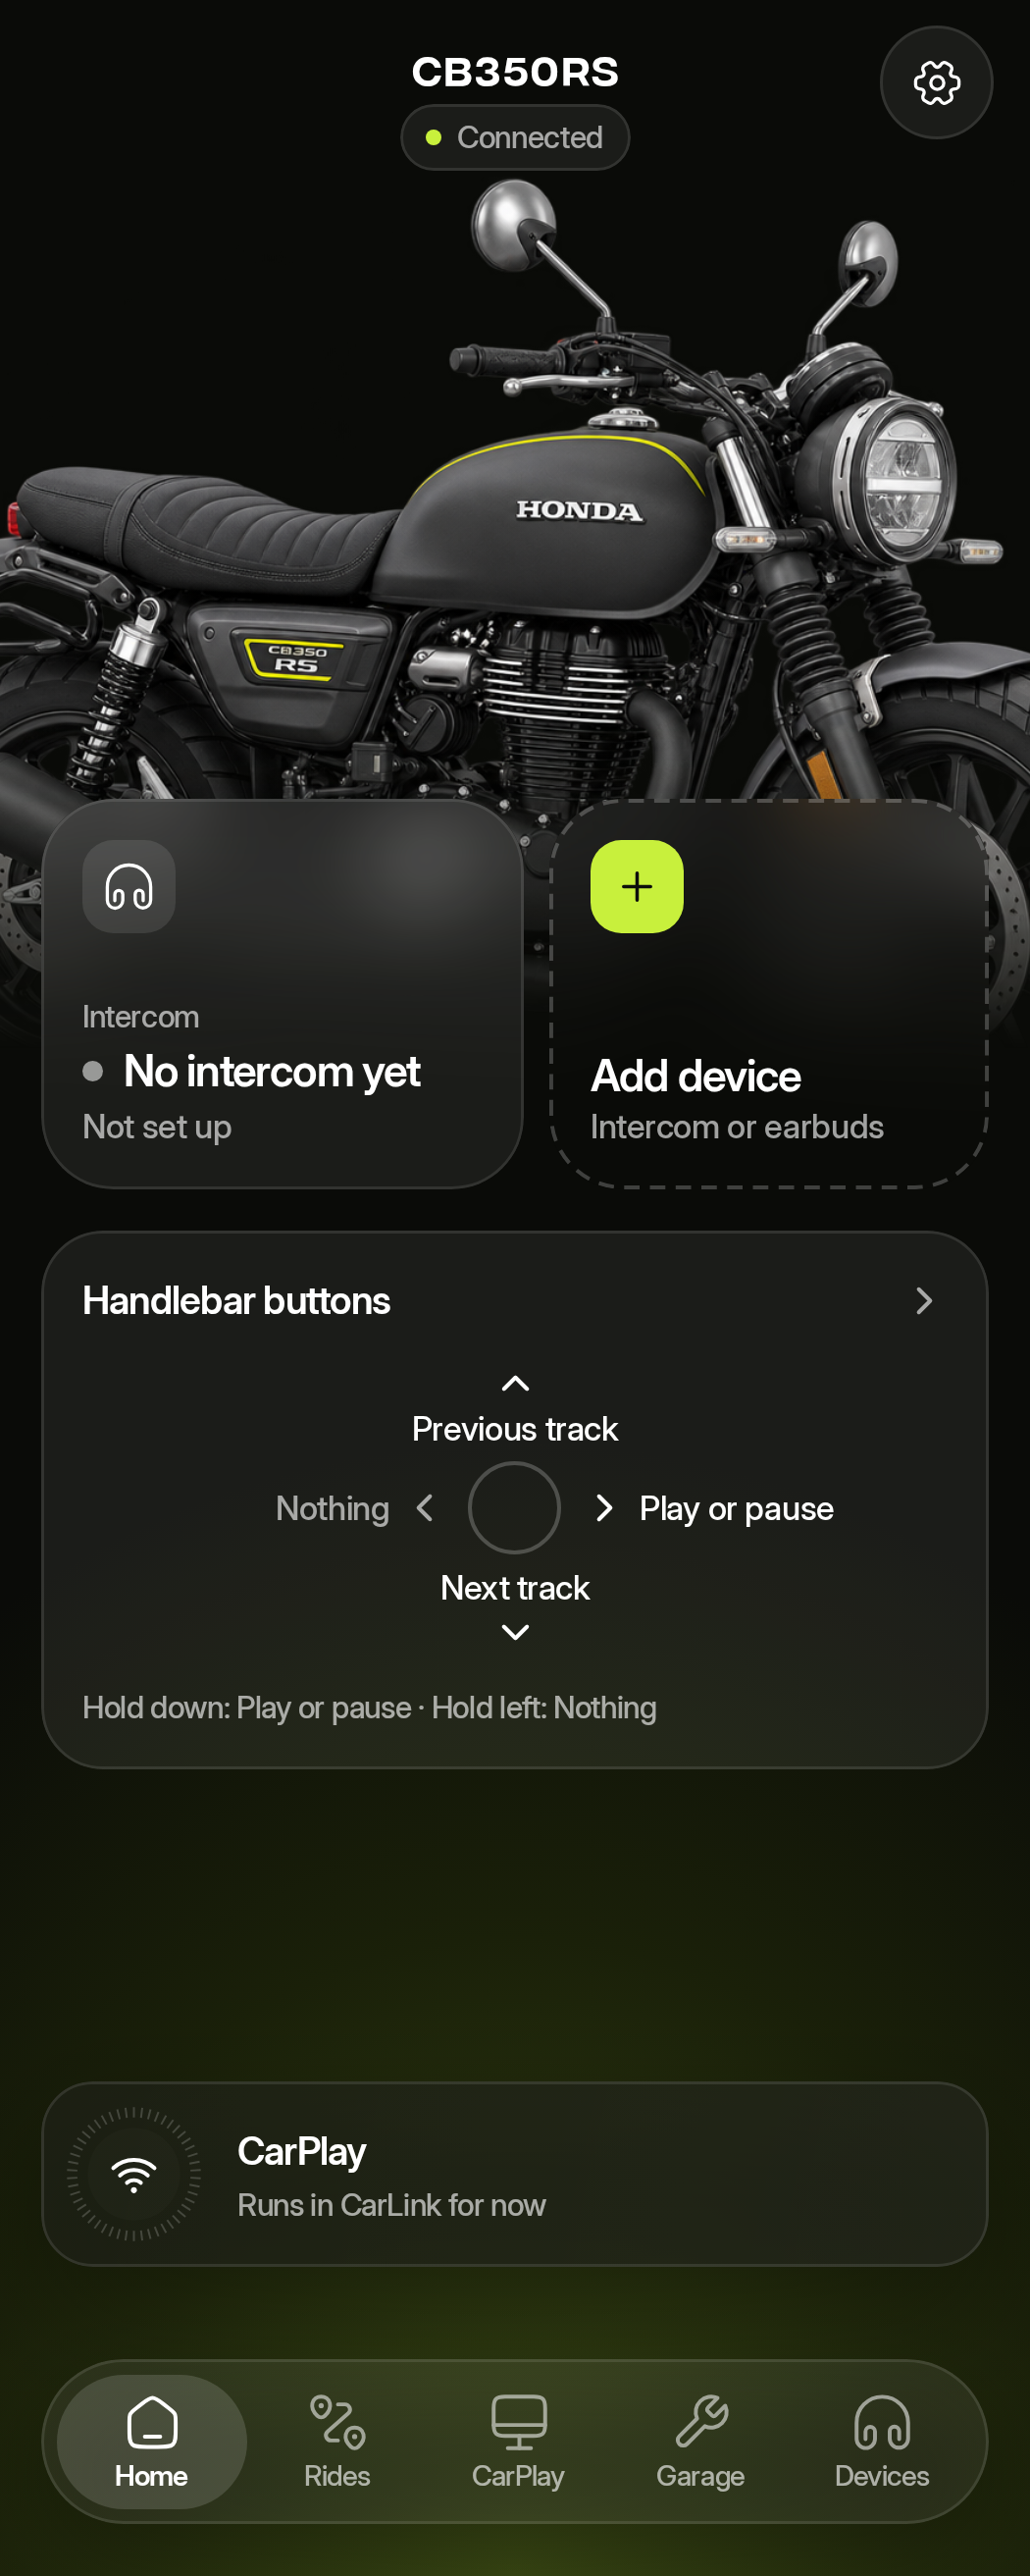 CB350RS
Connected
HONDA
CB350
RS
Intercom
No intercom yet
Not set up
Add device
Intercom or earbuds
Handlebar buttons
Previous track
Nothing
Play or pause
Next track
Hold down: Play or pause · Hold left: Nothing
CarPlay
Runs in CarLink for now
Home
Rides
CarPlay
Garage
Devices